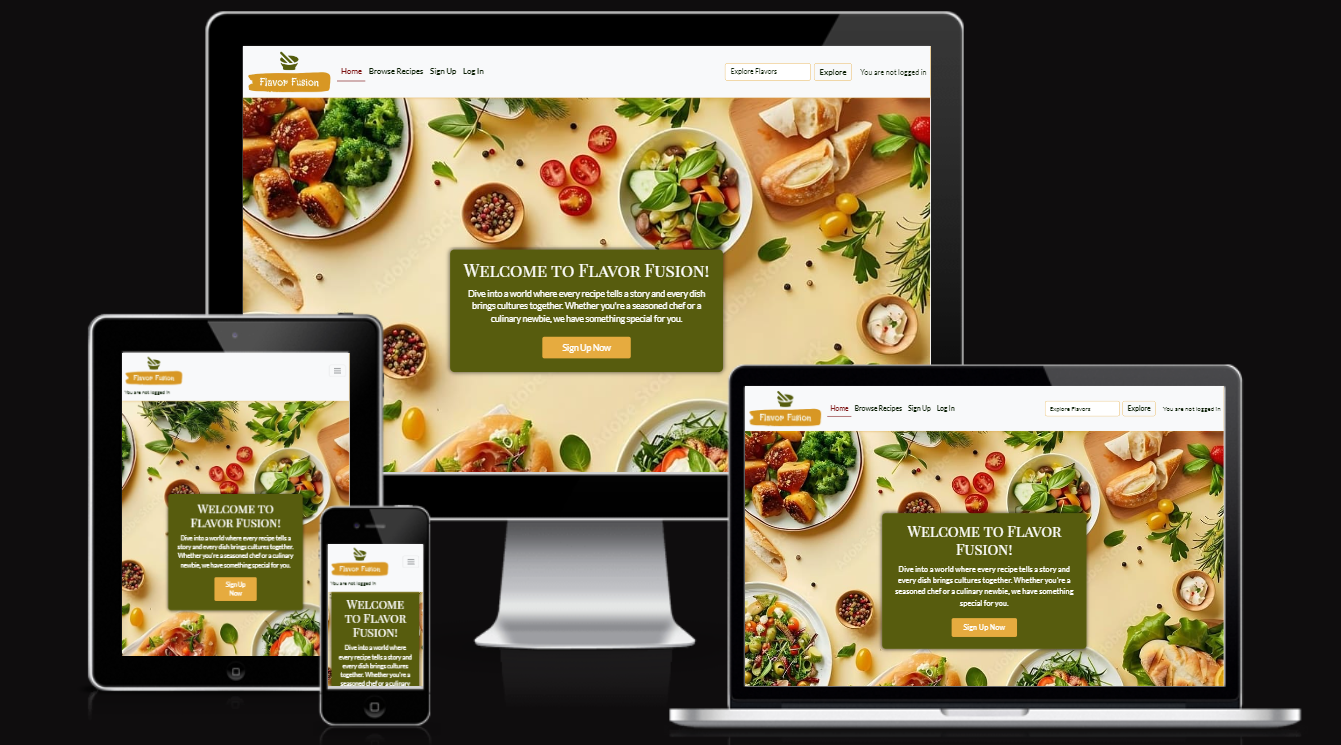 Flavor Fusion
Home Browse Recipes Sign Up Log In
Explore Flavors Explore You are not logged in
WELCOME TO FLAVOR FUSION!
Dive into a world where every recipe tells a story and every dish
brings cultures together. Whether you're a seasoned chef or a
culinary newbie, we have something special for you.
Sign Up Now
Flavor Fusion
You are not logged in
WELCOME TO
FLAVOR FUSION!
Dive into a world where every recipe tells a
story and every dish brings cultures together.
Whether you're a seasoned chef or a culinary
newbie, we have something special for you.
Sign Up
Now
Flavor Fusion
You are not logged in
WELCOME
TO FLAVOR
FUSION!
Dive into a world where
every recipe tells a story and
every dish brings cultures
together. Whether you're a
seasoned chef or a culinary
Flavor Fusion
Home Browse Recipes Sign Up Log In
Explore Flavors Explore You are not logged in
WELCOME TO FLAVOR
FUSION!
Dive into a world where every recipe tells a story and
every dish brings cultures together. Whether you're a
seasoned chef or a culinary newbie, we have something
special for you.
Sign Up Now